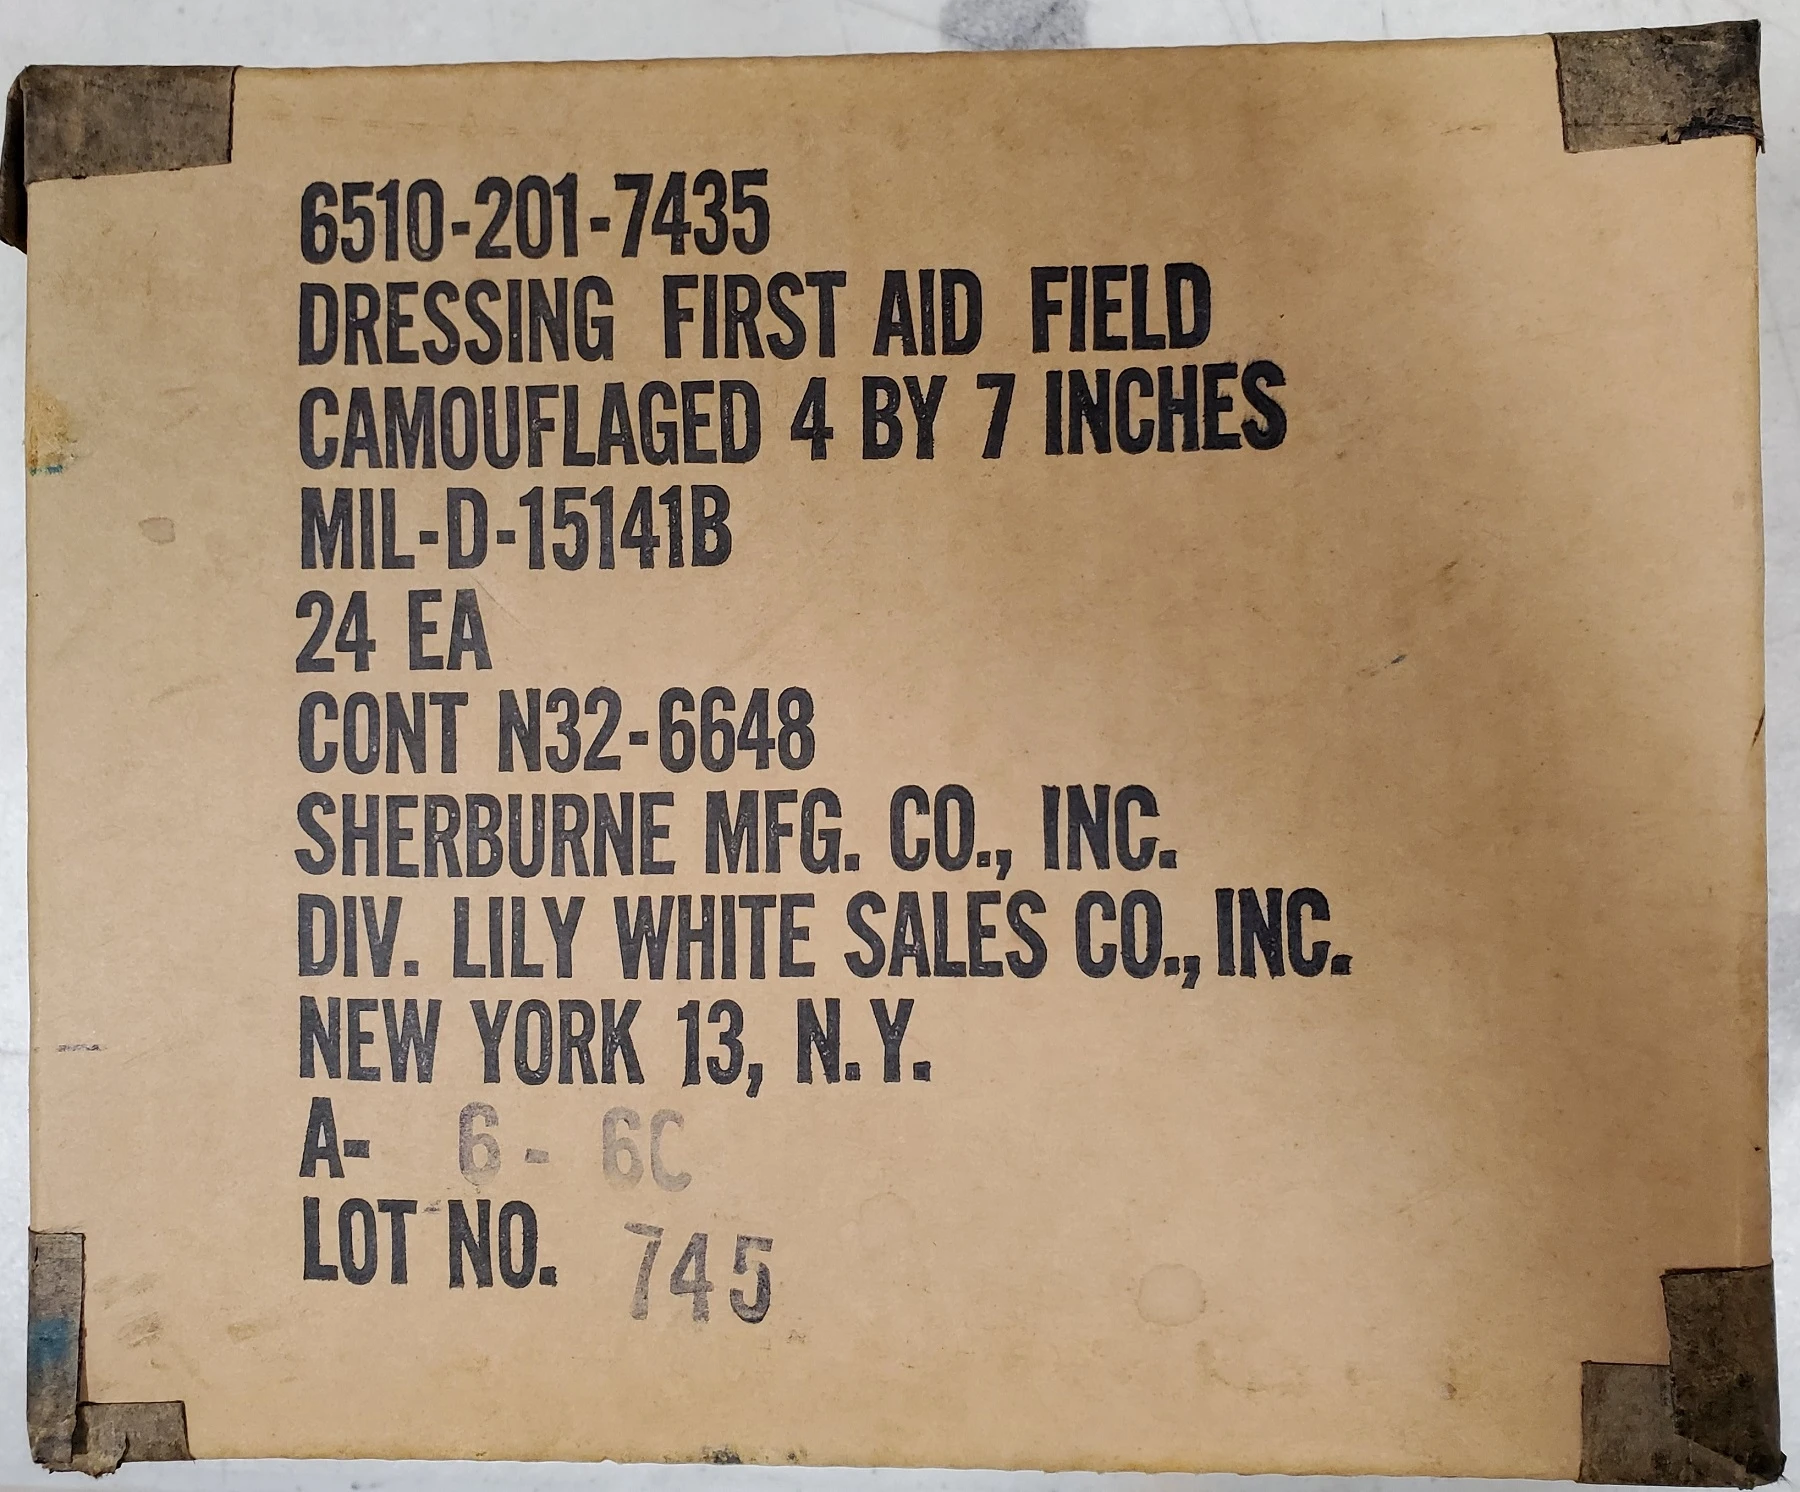 6510-201-7435
DRESSING FIRST AID FIELD
CAMOUFLAGED 4 BY 7 INCHES
MIL-D-15141B
24 EA
CONT N32-6648
SHERBURNE MFG. CO., INC.
DIV. LILY WHITE SALES CO., INC.
NEW YORK 13, N.Y.
A- 6 - 6C
LOT NO. 745